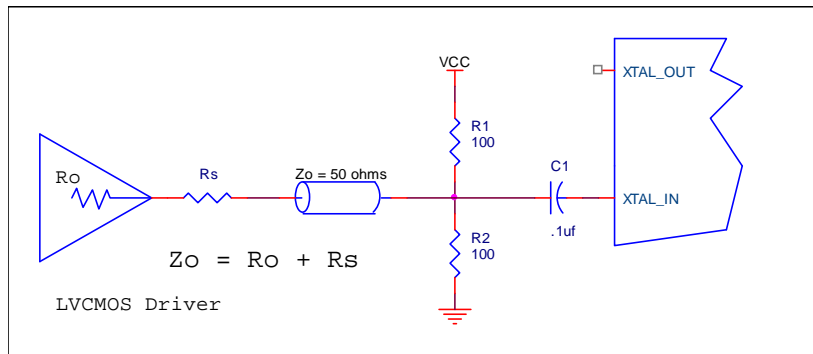 VCC
XTAL_OUT
R1
100
Ro
Rs
Zo = 50 ohms
C1
XTAL_IN
.1uf
R2
100
Zo = Ro + Rs
LVCMOS Driver